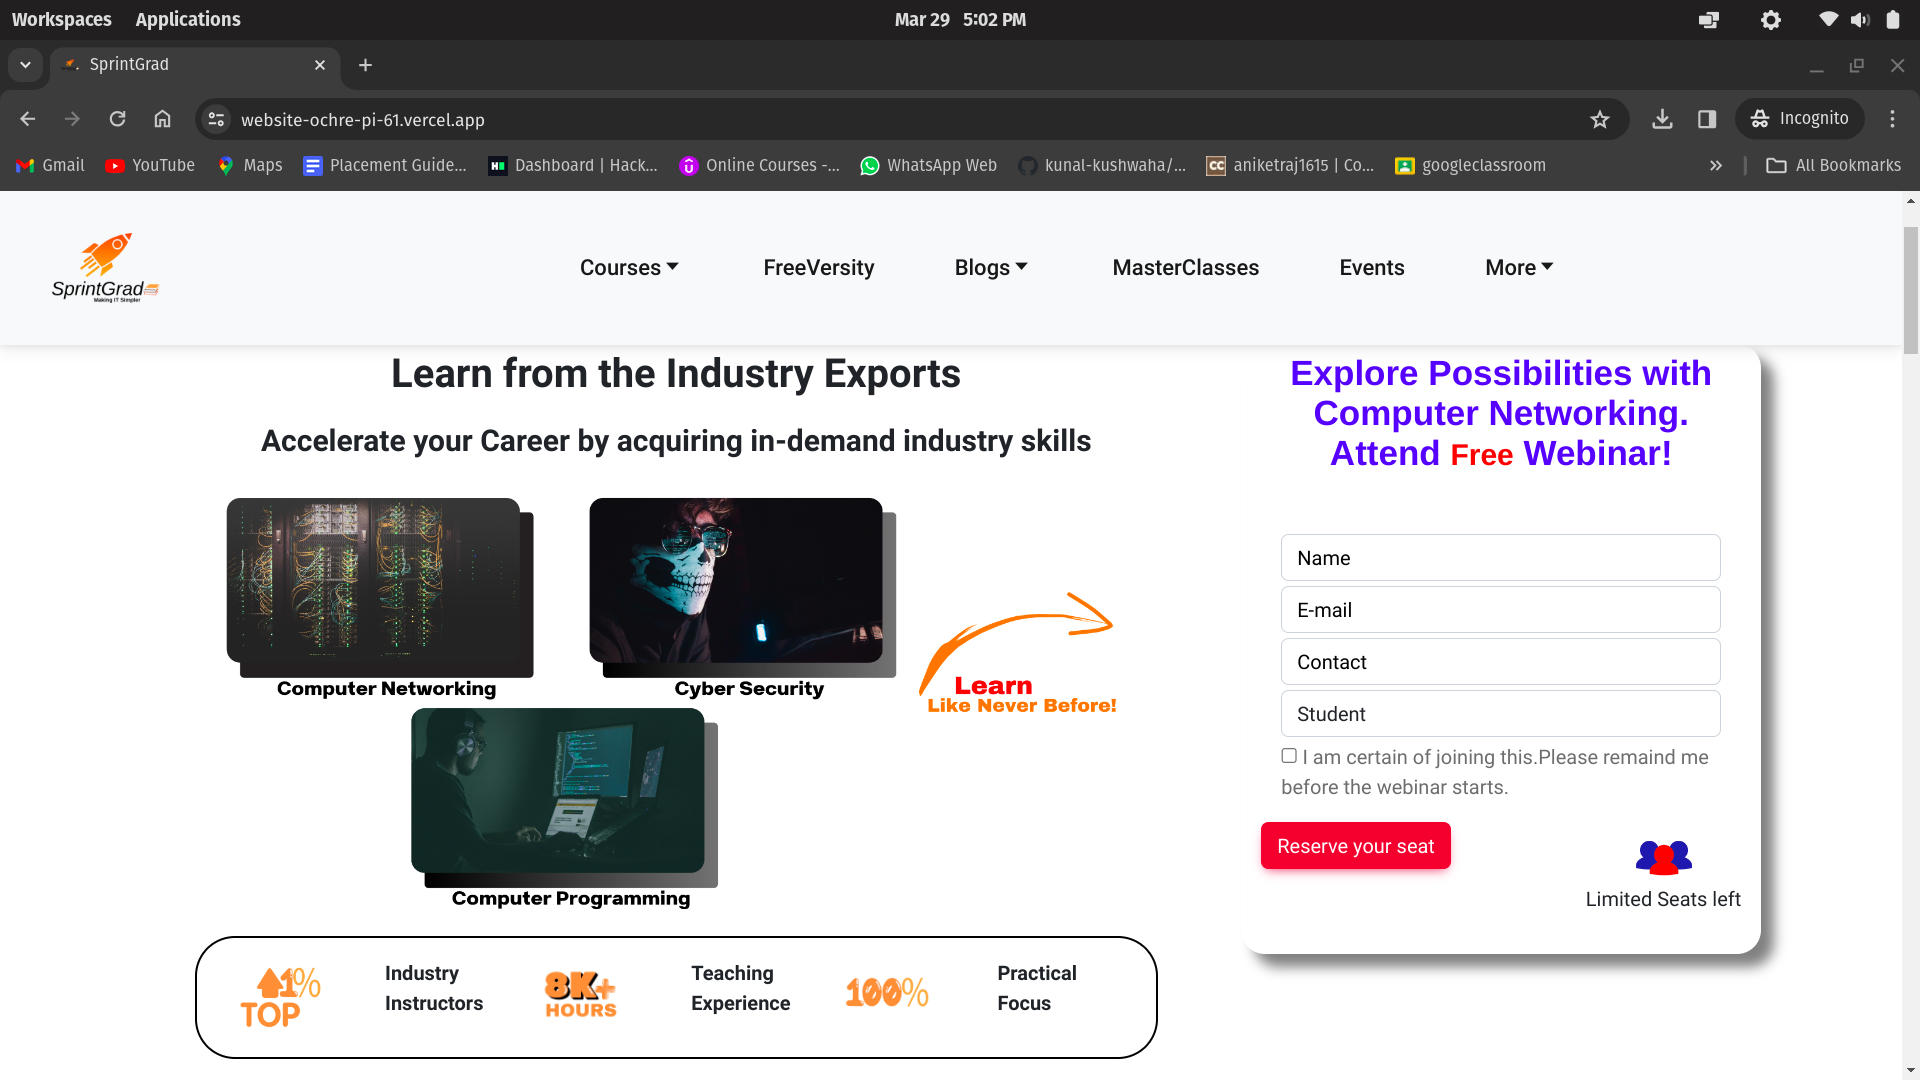 Workspaces Applications Mar 29 5:02 PM
SprintGrad
website-ochre-pi-61.vercel.app Incognito
Gmail YouTube Maps Placement Guide... Dashboard | Hack... Online Courses -... WhatsApp Web kunal-kushwaha/... aniketraj1615 | Co... googleclassroom » All Bookmarks
SprintGrad
Making IT Simpler
Courses FreeVersity Blogs MasterClasses Events More
Learn from the Industry Exports
Accelerate your Career by acquiring in-demand industry skills
Computer Networking
Cyber Security
Learn
Like Never Before!
Computer Programming
1%
TOP
Industry
Instructors
8K+
HOURS
Teaching
Experience
100%
Practical
Focus
Explore Possibilities with
Computer Networking.
Attend Free Webinar!
Name
E-mail
Contact
Student
I am certain of joining this.Please remaind me
before the webinar starts.
Reserve your seat
Limited Seats left